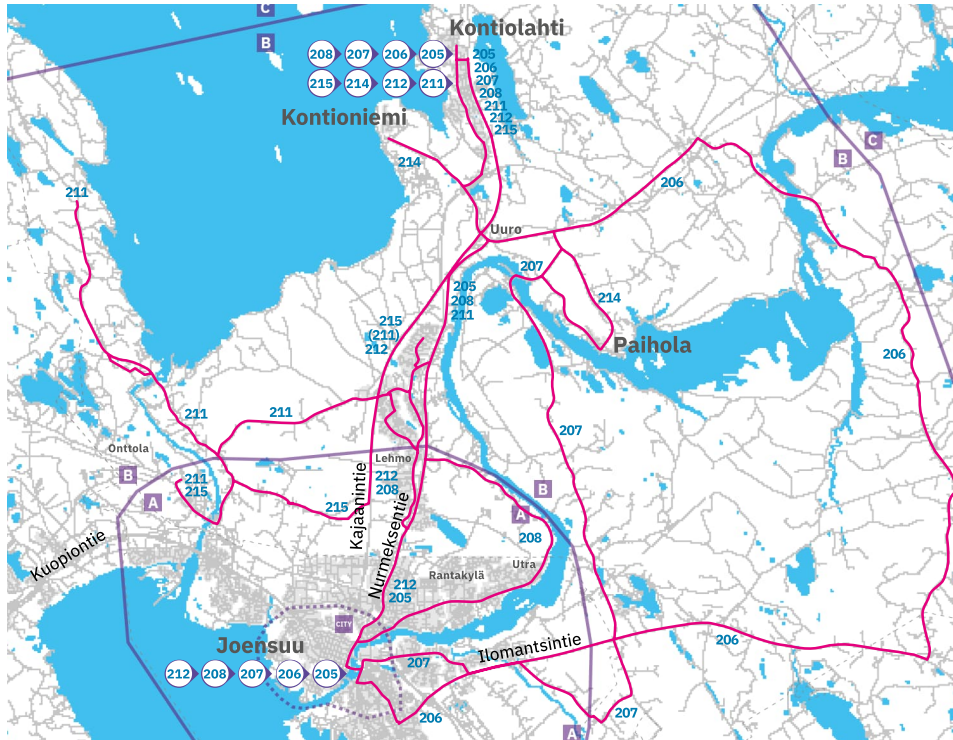 C
B
Kontiolahti
208 207 206 205
215 214 212 211
205
206
207
208
211
212
215
Kontioniemi
214
B
C
206
211
Uuro
207
214
205
208
211
215
(211)
212
Paihola
206
211
211
207
Onttola
Lehmo
B
A
211
215
212
208
215
Kajaanintie
Nurmeksentie
B
A
208
Kuopiontie
Rantakylä
Utra
212
205
CITY
Joensuu
212 208 207 206 205
207
Ilomantsintie
206
206
207
A